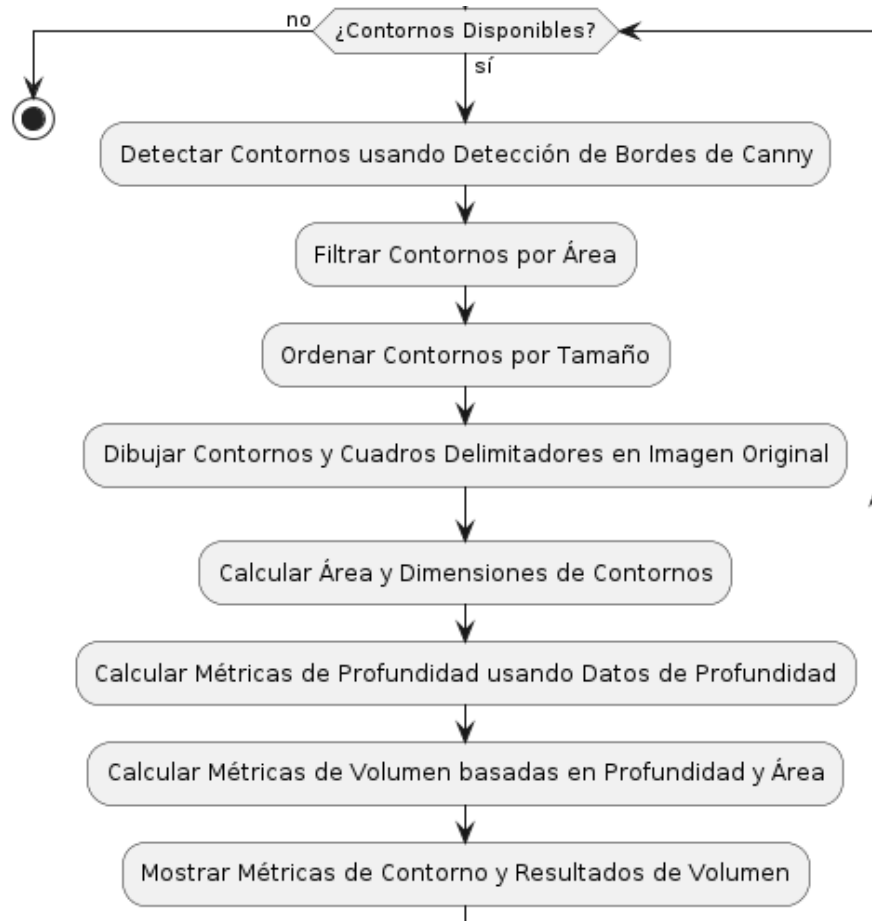 ¿Contornos Disponibles?
no
sí
Detectar Contornos usando Detección de Bordes de Canny
Filtrar Contornos por Área
Ordenar Contornos por Tamaño
Dibujar Contornos y Cuadros Delimitadores en Imagen Original
Calcular Área y Dimensiones de Contornos
Calcular Métricas de Profundidad usando Datos de Profundidad
Calcular Métricas de Volumen basadas en Profundidad y Área
Mostrar Métricas de Contorno y Resultados de Volumen